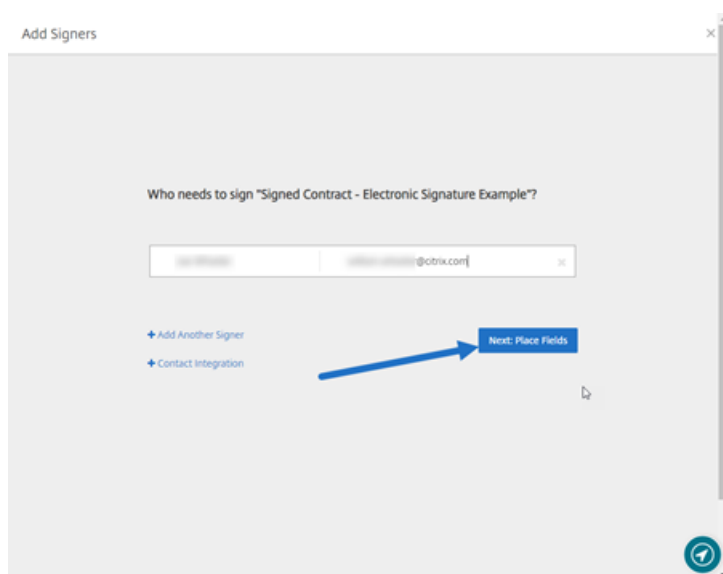 Add Signers
Who needs to sign "Signed Contract - Electronic Signature Example"?
@citrix.com
+ Add Another Signer
Next: Place Fields
+ Contact Integration